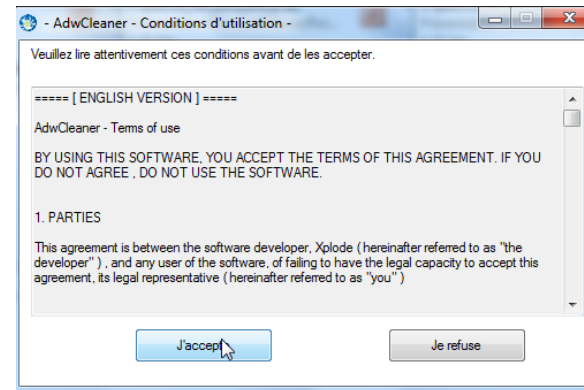 - AdwCleaner - Conditions d'utilisation -
Veuillez lire attentivement ces conditions avant de les accepter.
===== [ ENGLISH VERSION ] =====
AdwCleaner - Terms of use
BY USING THIS SOFTWARE, YOU ACCEPT THE TERMS OF THIS AGREEMENT. IF YOU
DO NOT AGREE , DO NOT USE THE SOFTWARE.
1. PARTIES
This agreement is between the software developer, Xplode ( hereinafter referred to as "the
developer" ) , and any user of the software, of failing to have the legal capacity to accept this
agreement, its legal representative ( hereinafter referred to as "you" )
J'accepte
Je refuse